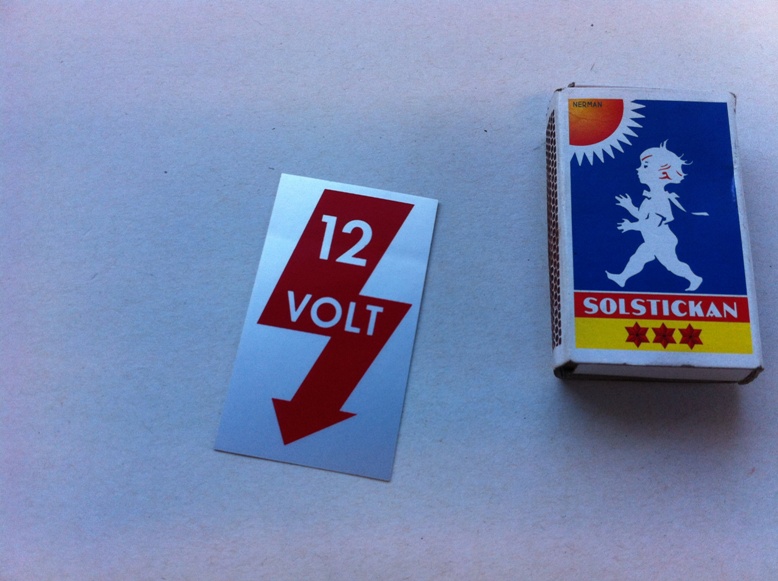 12
VOLT
NERMAN
SOLSTICKAN